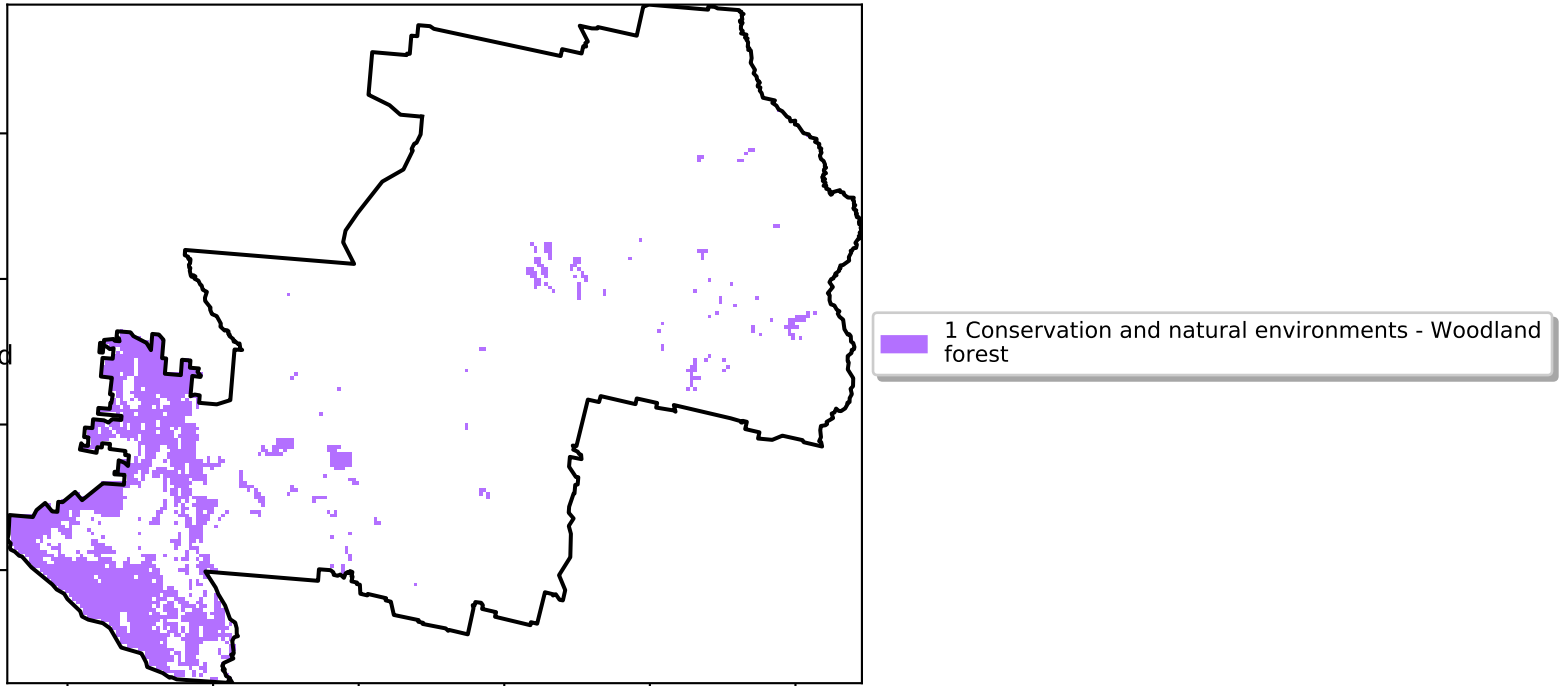 d
1 Conservation and natural environments - Woodland
forest